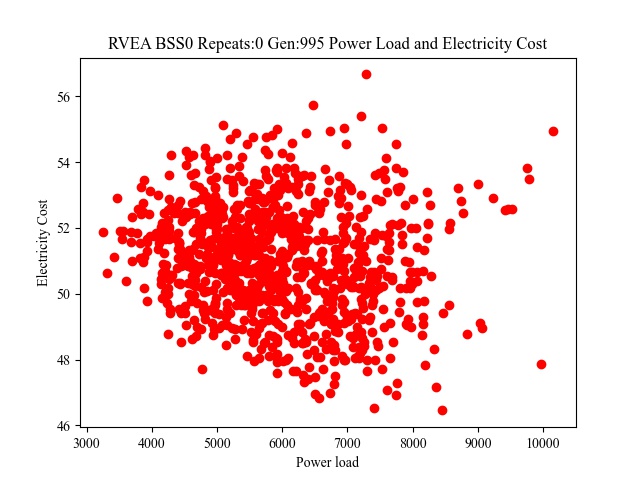 RVEA BSS0 Repeats:0 Gen:995 Power Load and Electricity Cost
56
54
52
50
48
46
Electricity Cost
3000 4000 5000 6000 7000 8000 9000 10000
Power load